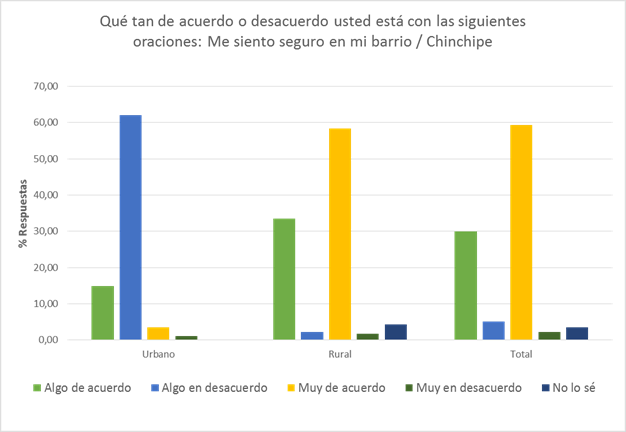 Qué tan de acuerdo o desacuerdo usted está con las siguientes
oraciones: Me siento seguro en mi barrio / Chinchipe
70,00
60,00
50,00
40,00
30,00
20,00
10,00
0,00
% Respuestas
Urbano Rural Total
Algo de acuerdo Algo en desacuerdo Muy de acuerdo Muy en desacuerdo No lo sé